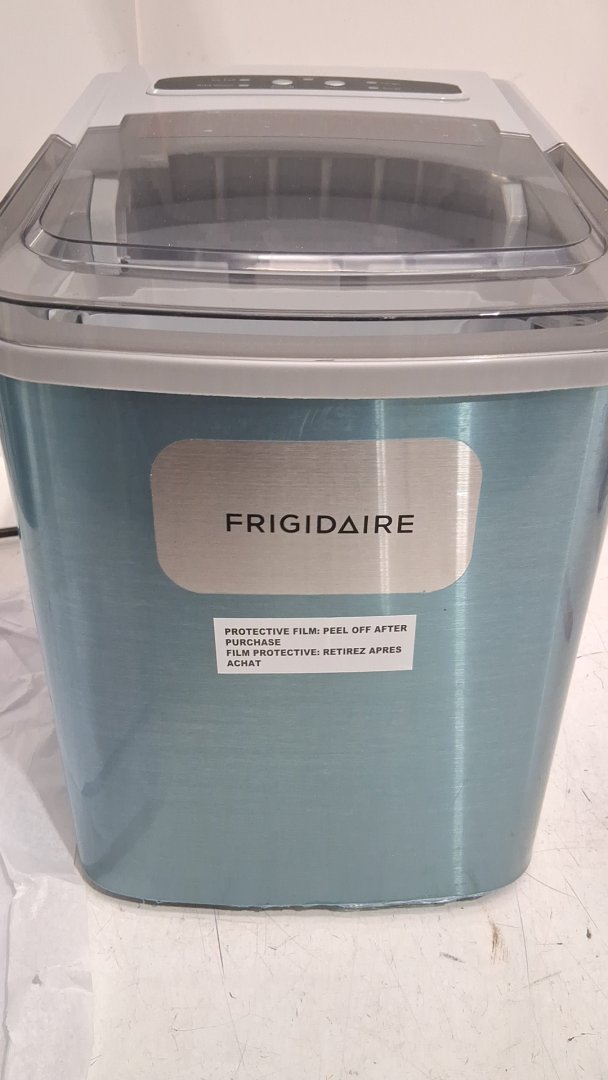 FRIGIDAIRE
PROTECTIVE FILM: PEEL OFF AFTER
PURCHASE
FILM PROTECTIVE: RETIREZ APRES
ACHAT